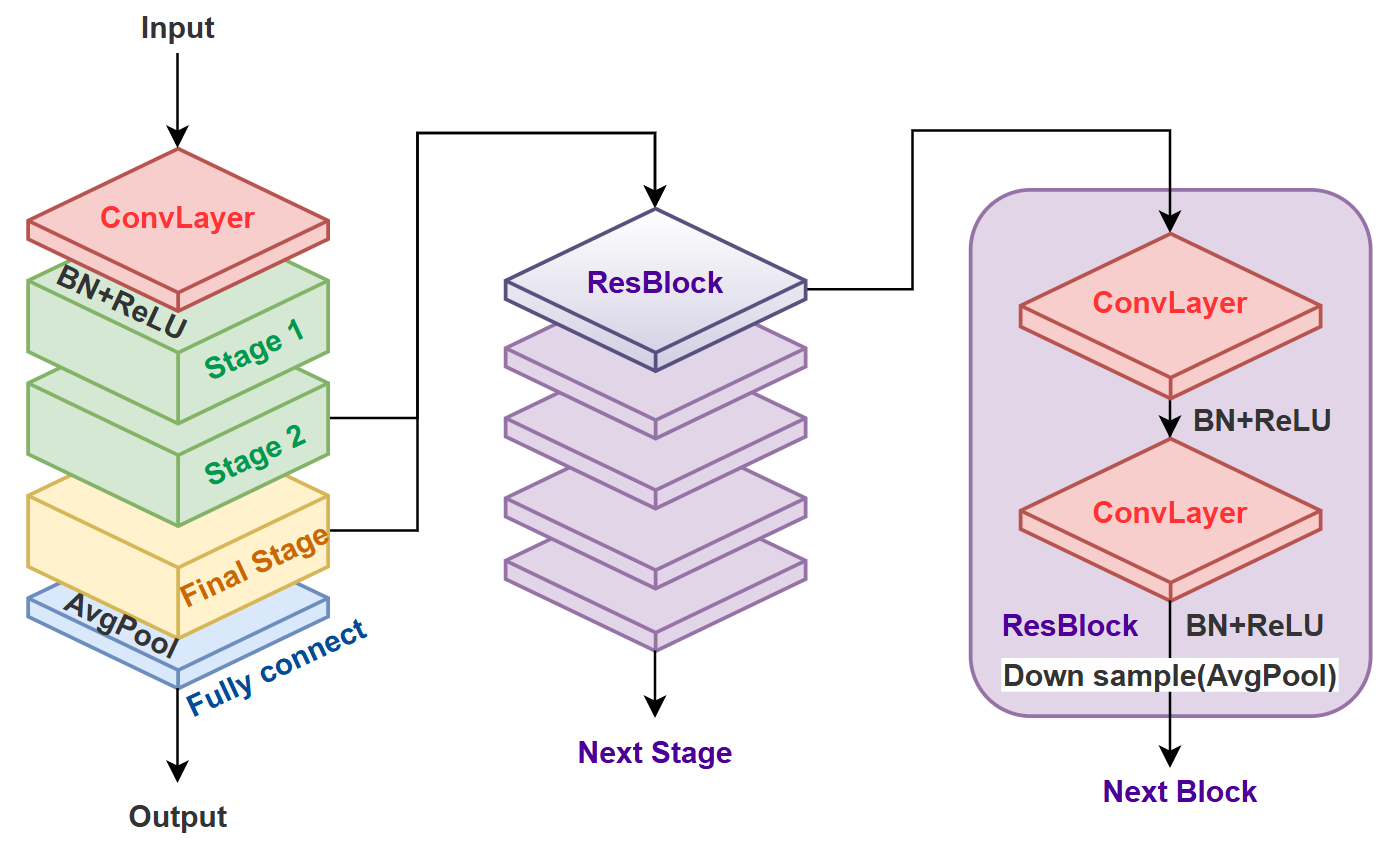 Input
ConvLayer
BN+ReLU
Stage 1
Stage 2
Final Stage
AvgPool
Fully connect
Output
ResBlock
Next Stage
ConvLayer
BN+ReLU
ConvLayer
ResBlock
BN+ReLU
Down sample(AvgPool)
Next Block